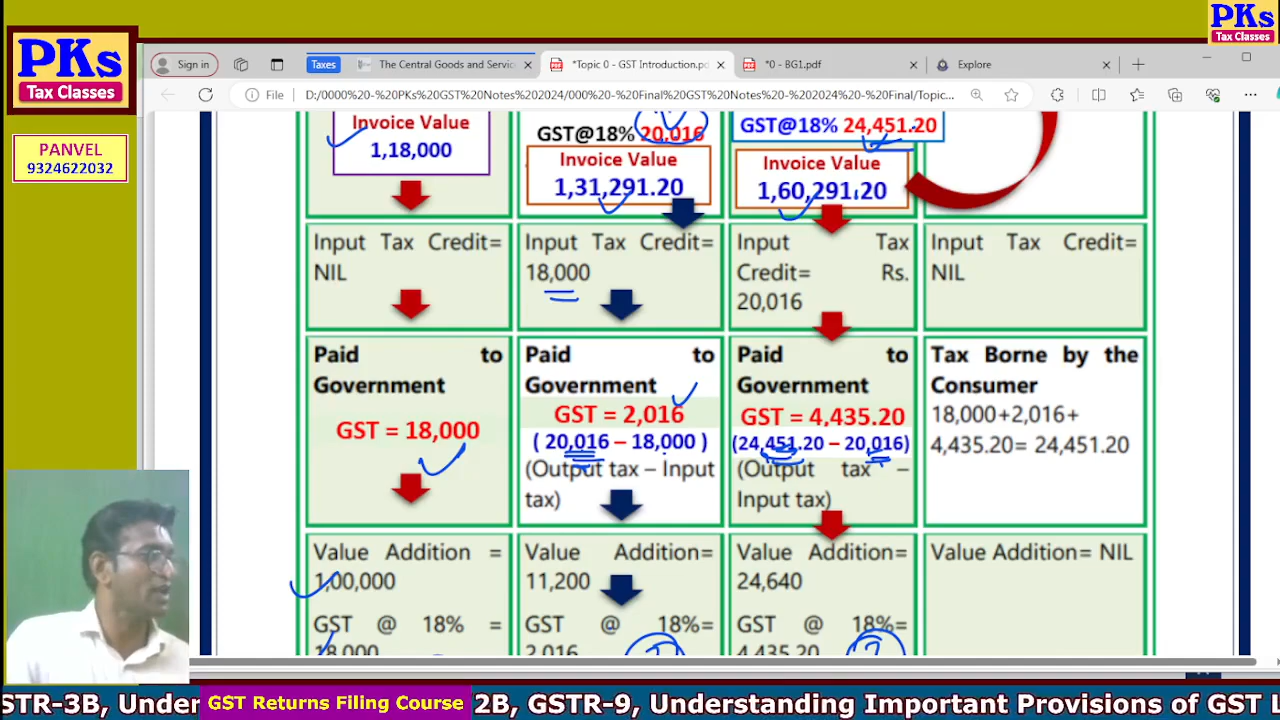 PKs
Tax Classes
PKs
Tax Classes
PANVEL
9324622032
Sign in
Taxes
The Central Goods and Servic
*Topic 0 - GST Introduction.pd
*0 - BG1.pdf
Explore
File
D:/0000%20-%20PKs%20GST%20Notes%202024/000%20-%20Final%20GST%20Notes%20-%202024%20-%20Final/Topic...
Invoice Value
1,18,000
GST@18% 20,016
Invoice Value
1,31,291.20
GST@18% 24,451.20
Invoice Value
1,60,291.20
Input Tax Credit=
NIL
Input Tax Credit=
18,000
Input Tax
Credit= Rs.
20,016
Input Tax Credit=
NIL
Paid to
Government
GST = 18,000
Paid to
Government
GST = 2,016
( 20,016 – 18,000 )
(Output tax – Input
tax)
Paid to
Government
GST = 4,435.20
(24,451.20 – 20,016)
(Output tax –
Input tax)
Tax Borne by the
Consumer
18,000+2,016+
4,435.20= 24,451.20
Value Addition =
1,00,000
GST @ 18% =
18,000
Value Addition=
11,200
GST @ 18%=
2,016
Value Addition=
24,640
GST @ 18%=
4,435.20
Value Addition= NIL
STR-3B, Under
GST Returns Filing Course
2B, GSTR-9, Understanding Important Provisions of GST L